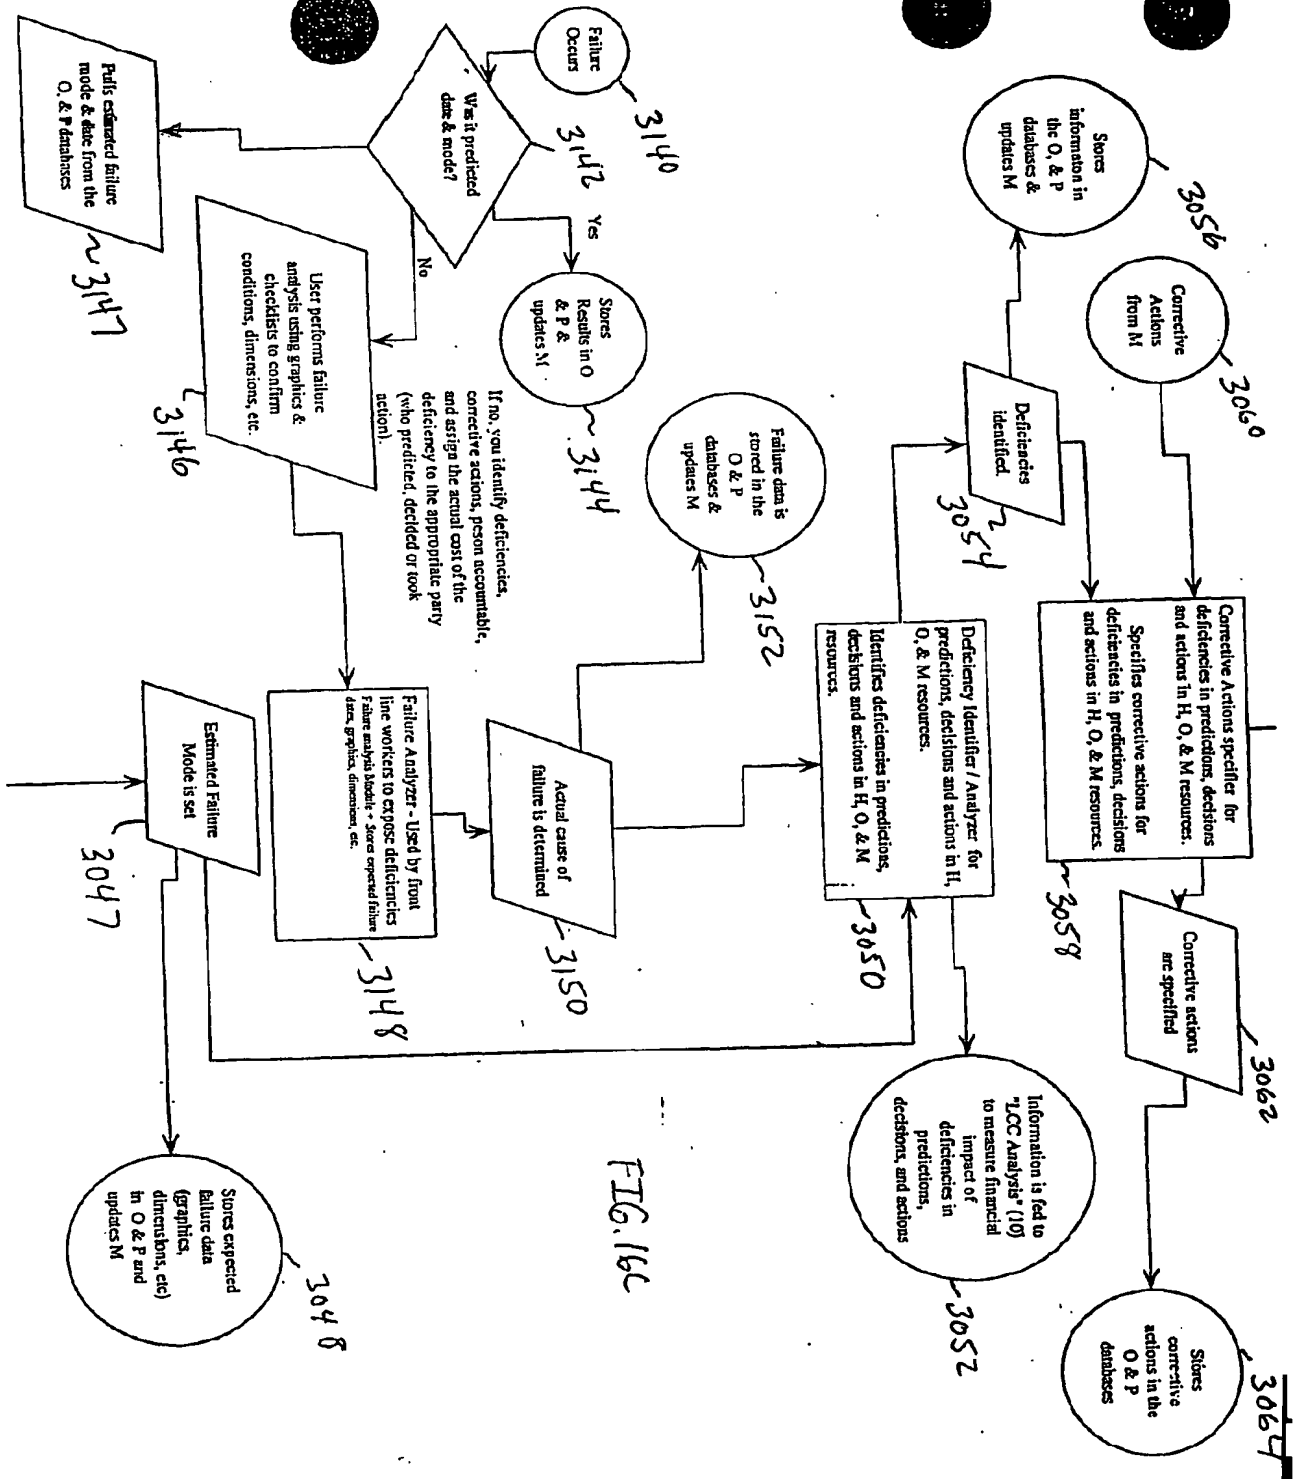 Failure
Occurs
3140
Was it predicted
date & mode?
3142
Yes
No
Stores
Results in O
& P &
updates M
3144
Pulls estimated failure
mode & date from the
O, & P databases
3147
User performs failure
analysis using graphics &
checklists to confirm
conditions, dimensions, etc.
3146
If no, you identify deficiencies,
corrective actions, peson accountable,
and assign the actual cost of the
deficiency to the appropriate party
(who predicted, decided or took
action).
Failure data is
stored in the
O & P
databases &
updates M
3152
Failure Analyzer - Used by front
line workers to expose deficiencies
Failure analysis Module + Stores expected failure
dates, graphics, dimensions, etc.
3148
Actual cause of
failure is determined
3150
Estimated Failure
Mode is set
3047
Stores expected
failure data
(graphics,
dimensions, etc)
in O & P and
updates M
3048
Stores
informaton in
the O, & P
databases &
updates M
3056
Corrective
Actions
from M
3060
Deficiencies
identified.
3054
Deficiency Identifier / Analyzer for
predictions, decisions and actions in H,
O, & M resources.
Identifies deficiencies in predictions,
decisions and actions in H, O, & M
resources.
3050
Corrective Actions specifier for
deficiencies in predictions, decisions
and actions in H, O, & M resources.
Specifies corrective actions for
deficiencies in predictions, decisions
and actions in H, O, & M resources.
3058
Corrective actions
are specified
3062
Information is fed to
"LCC Analysis" (10)
to measure financial
impact of
deficiencies in
predictions,
decisions, and actions
3052
Stores
corrective
actions in the
O & P
databases
3064
FIG. 16C